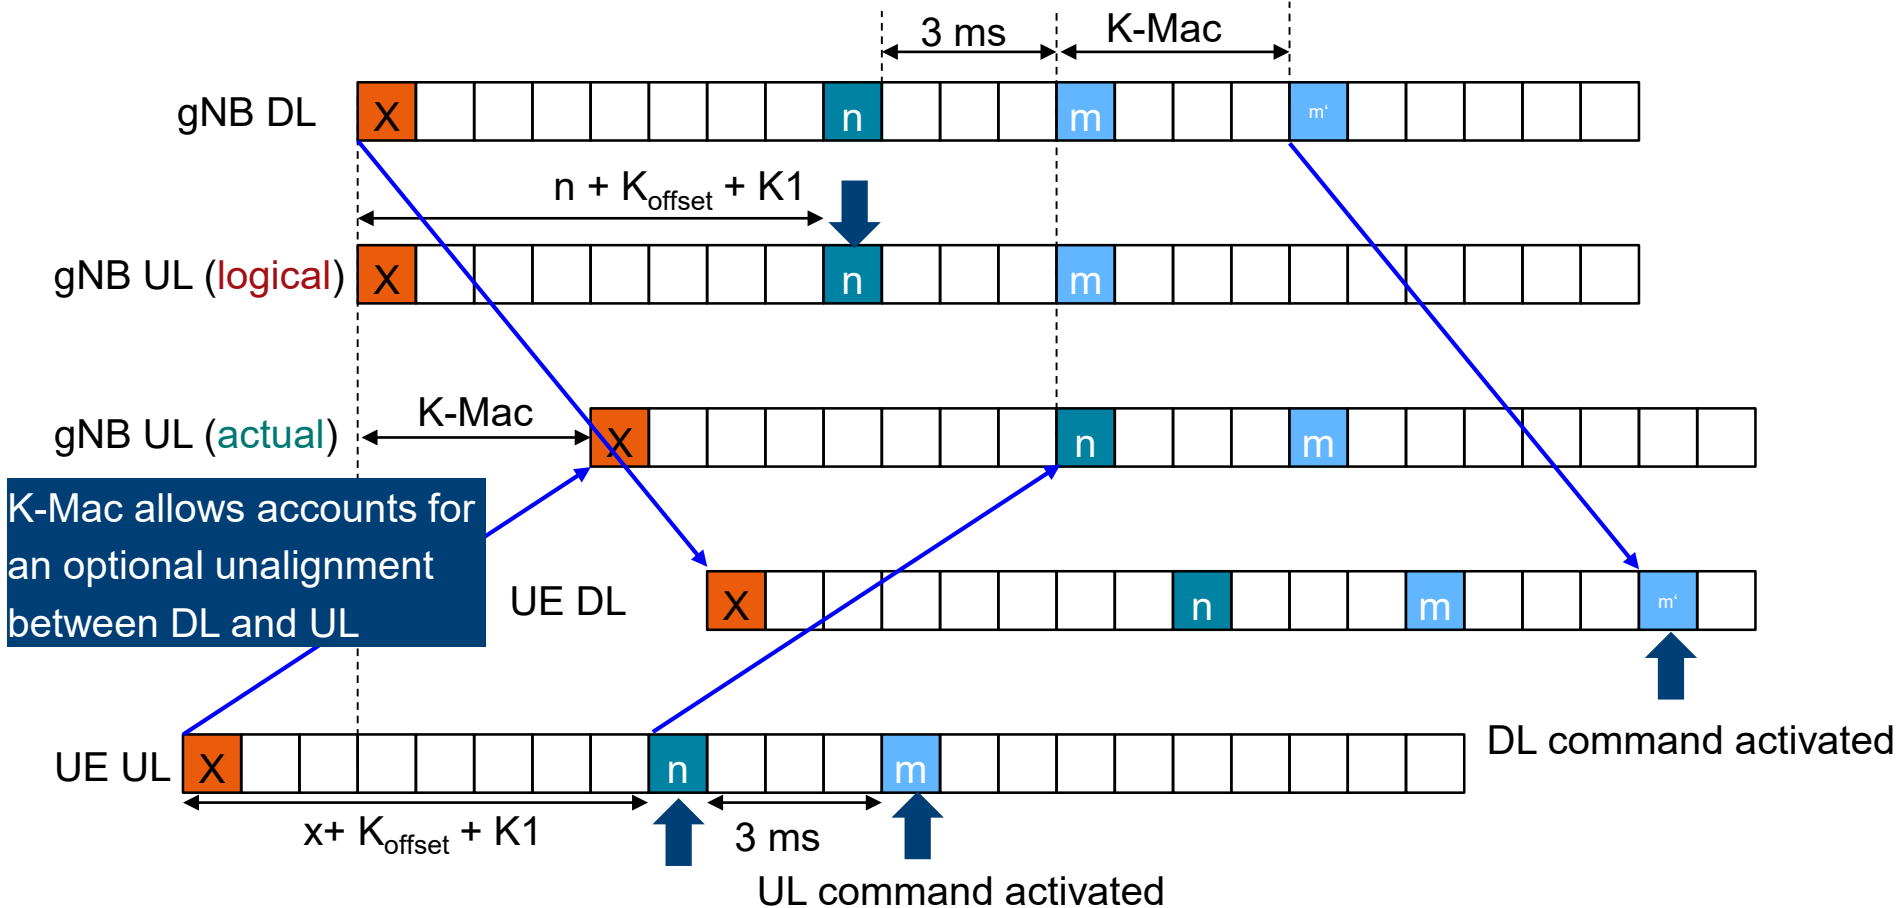 3 ms
K-Mac
gNB DL
X
n
m
m'
n + Koffset + K1
gNB UL (logical)
X
n
m
K-Mac
gNB UL (actual)
X
n
m
K-Mac allows accounts for
an optional unalignment
between DL and UL
UE DL
X
n
m
m'
DL command activated
UE UL
X
n
m
x+ Koffset + K1
3 ms
UL command activated